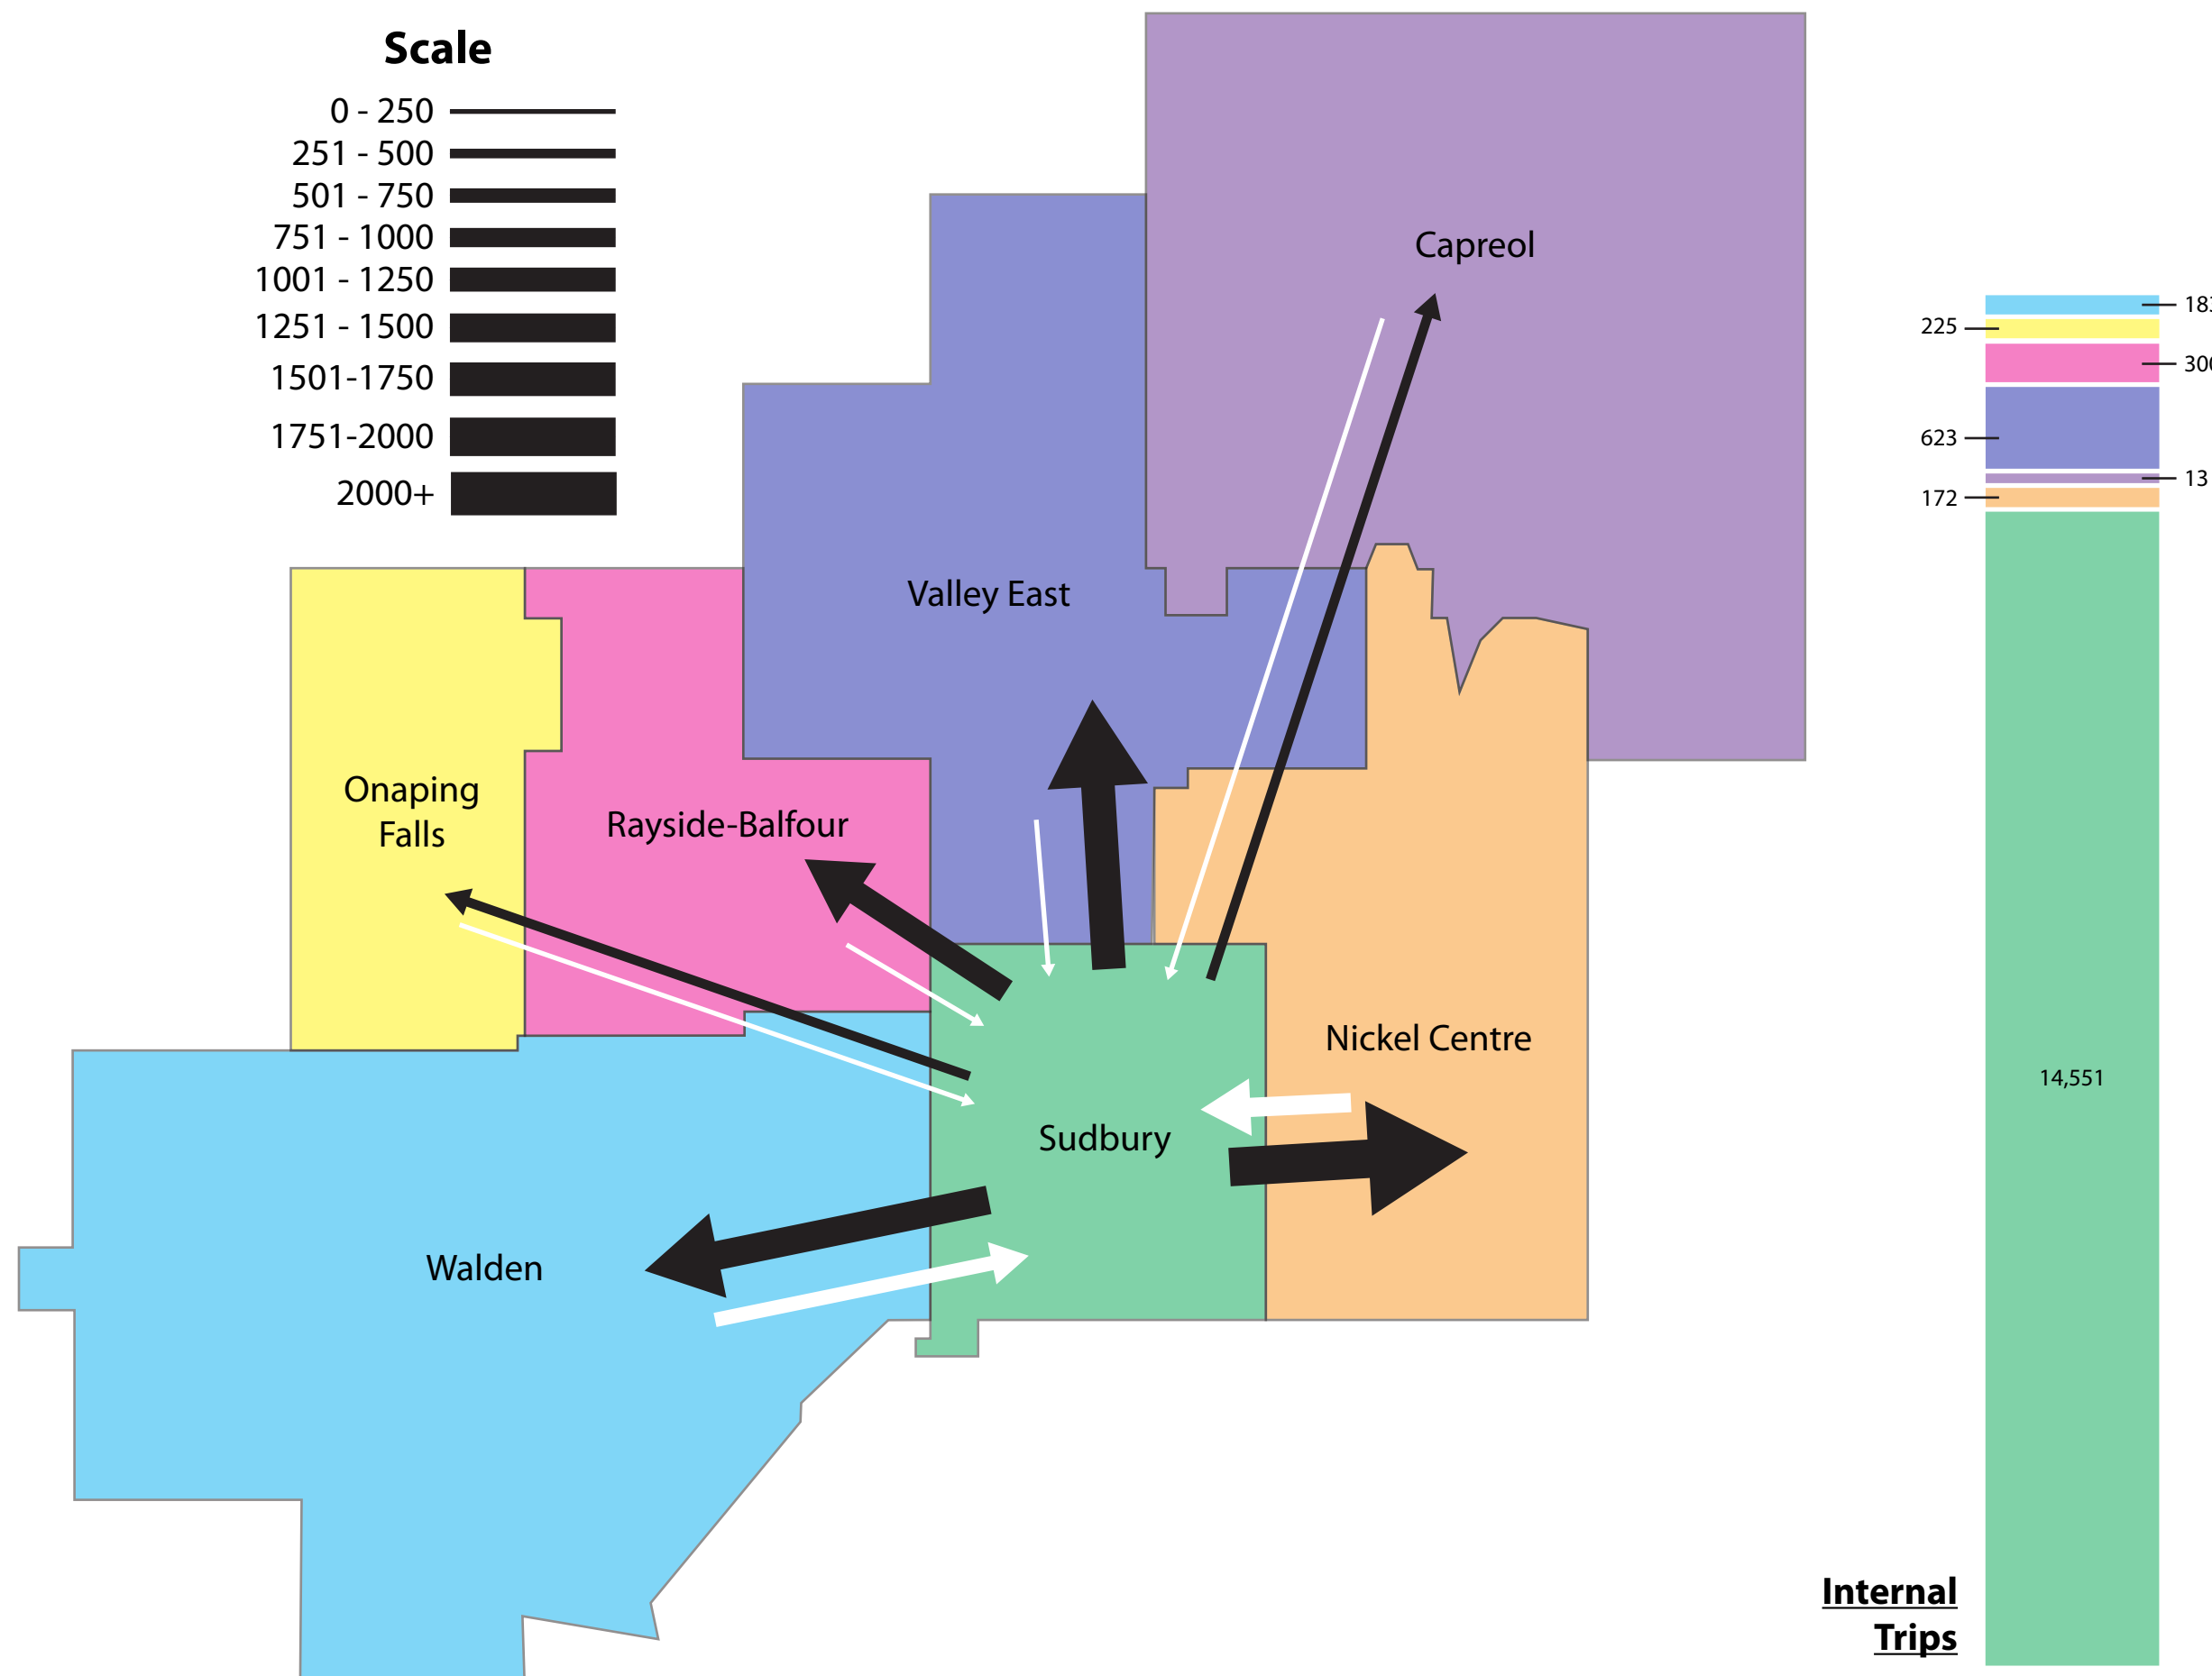 Scale
0 - 250
251 - 500
501 - 750
751 - 1000
1001 - 1250
1251 - 1500
1501-1750
1751-2000
2000+
Capreol
Valley East
Onaping
Falls
Rayside-Balfour
Nickel Centre
Sudbury
Walden
225
623
13
172
14,551
Internal
Trips